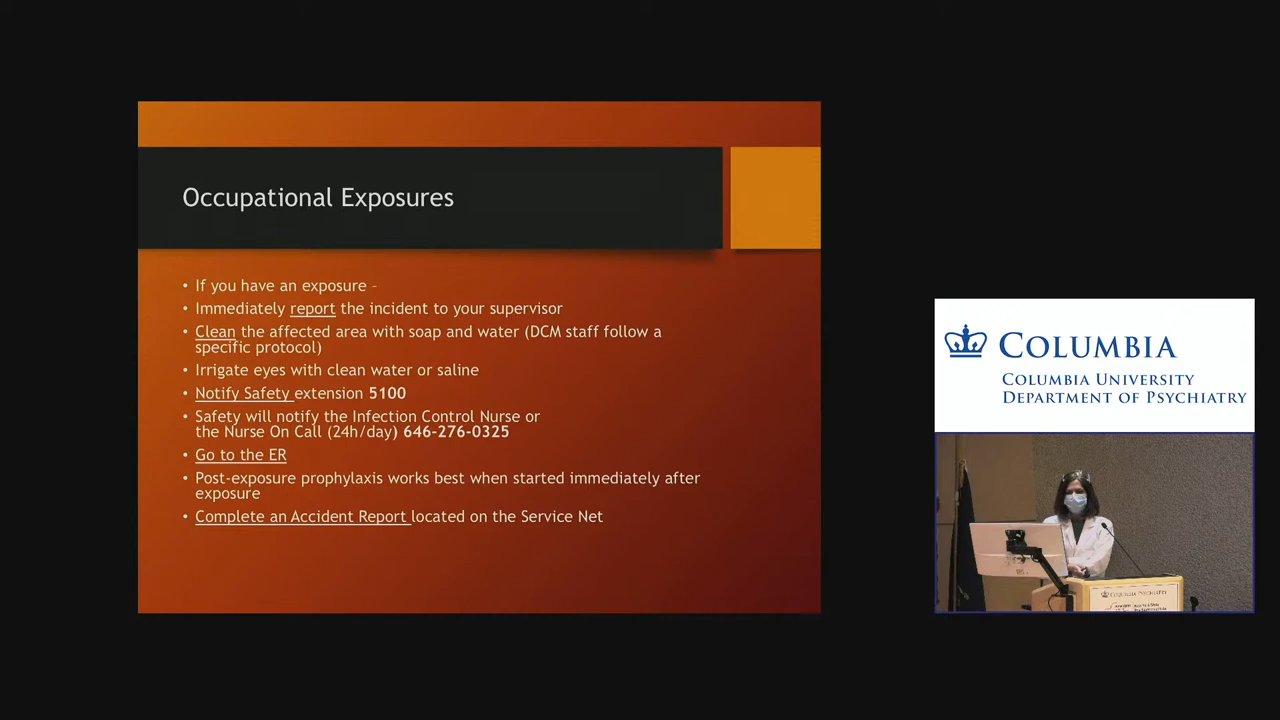 Occupational Exposures
• If you have an exposure –
• Immediately report the incident to your supervisor
• Clean the affected area with soap and water (DCM staff follow a
specific protocol)
• Irrigate eyes with clean water or saline
• Notify Safety extension 5100
• Safety will notify the Infection Control Nurse or
the Nurse On Call (24h/day) 646-276-0325
• Go to the ER
• Post-exposure prophylaxis works best when started immediately after
exposure
• Complete an Accident Report located on the Service Net
COLUMBIA
COLUMBIA UNIVERSITY
DEPARTMENT OF PSYCHIATRY
COLUMBIA PSYCHIATRY